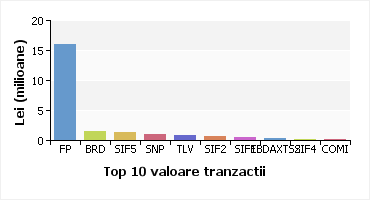 20
15
10
5
0
Lei (milioane)
FP BRD SIF5 SNP TLV SIF2 SIF4 COMI
Top 10 valoare tranzactii